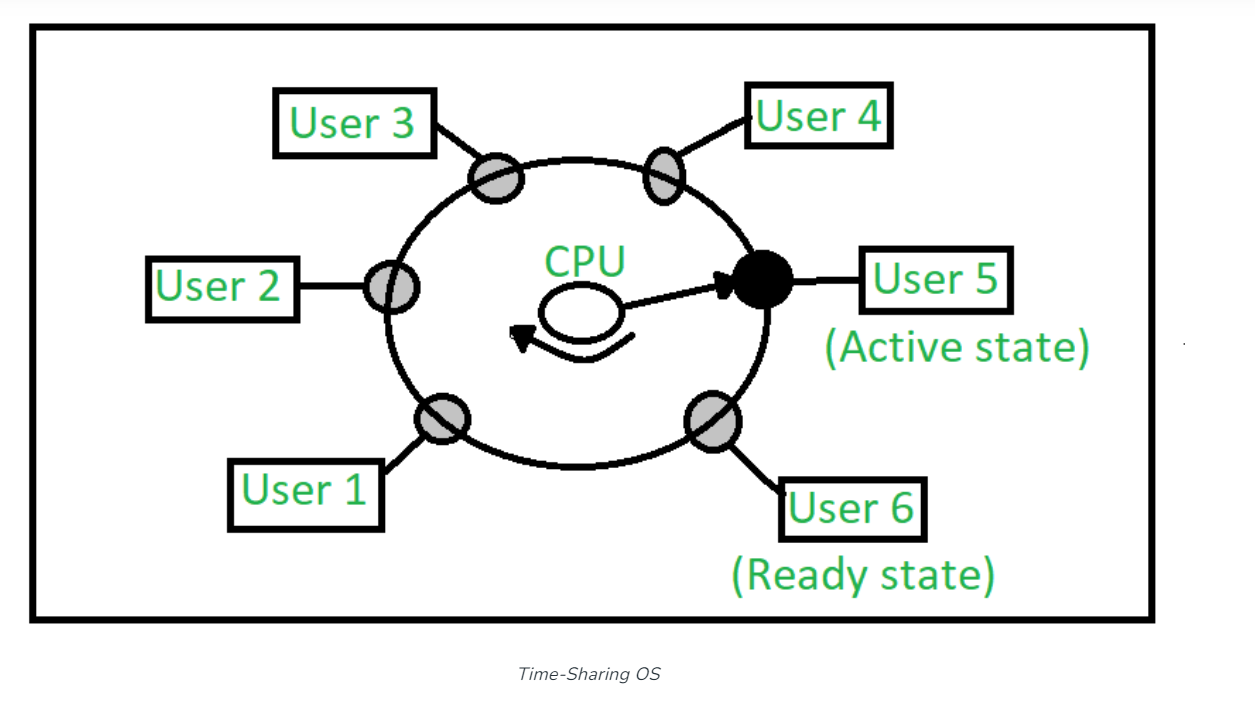 User 3
User 4
CPU
User 2
User 5
(Active state)
User 1
User 6
(Ready state)
Time-Sharing OS